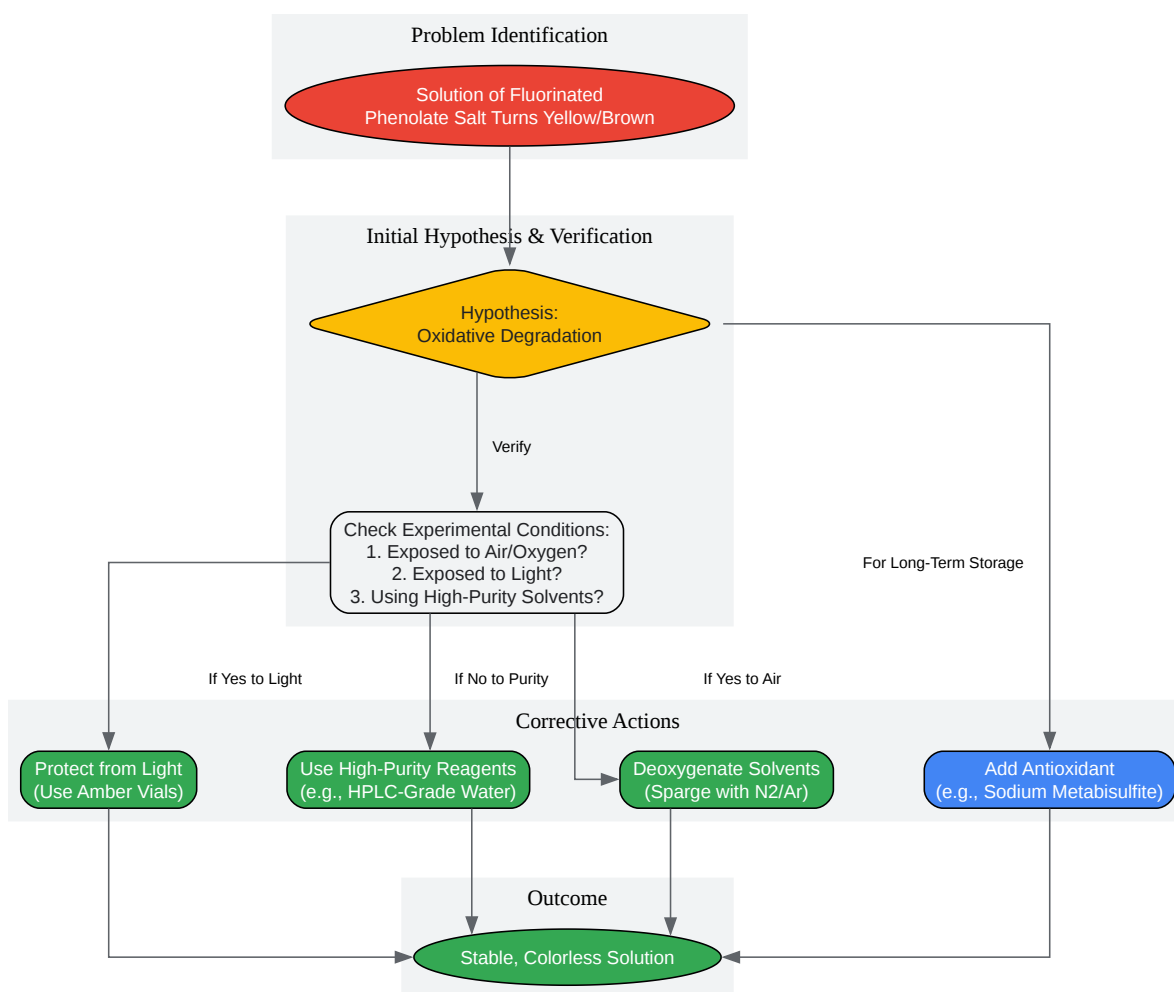 Problem Identification
Solution of Fluorinated
Phenolate Salt Turns Yellow/Brown
Initial Hypothesis & Verification
Hypothesis:
Oxidative Degradation
Verify
Check Experimental Conditions:
1. Exposed to Air/Oxygen?
2. Exposed to Light?
3. Using High-Purity Solvents?
For Long-Term Storage
If Yes to Light
If No to Purity
If Yes to Air
Corrective Actions
Protect from Light
(Use Amber Vials)
Use High-Purity Reagents
(e.g., HPLC-Grade Water)
Deoxygenate Solvents
(Sparge with N2/Ar)
Add Antioxidant
(e.g., Sodium Metabisulfite)
Outcome
Stable, Colorless Solution